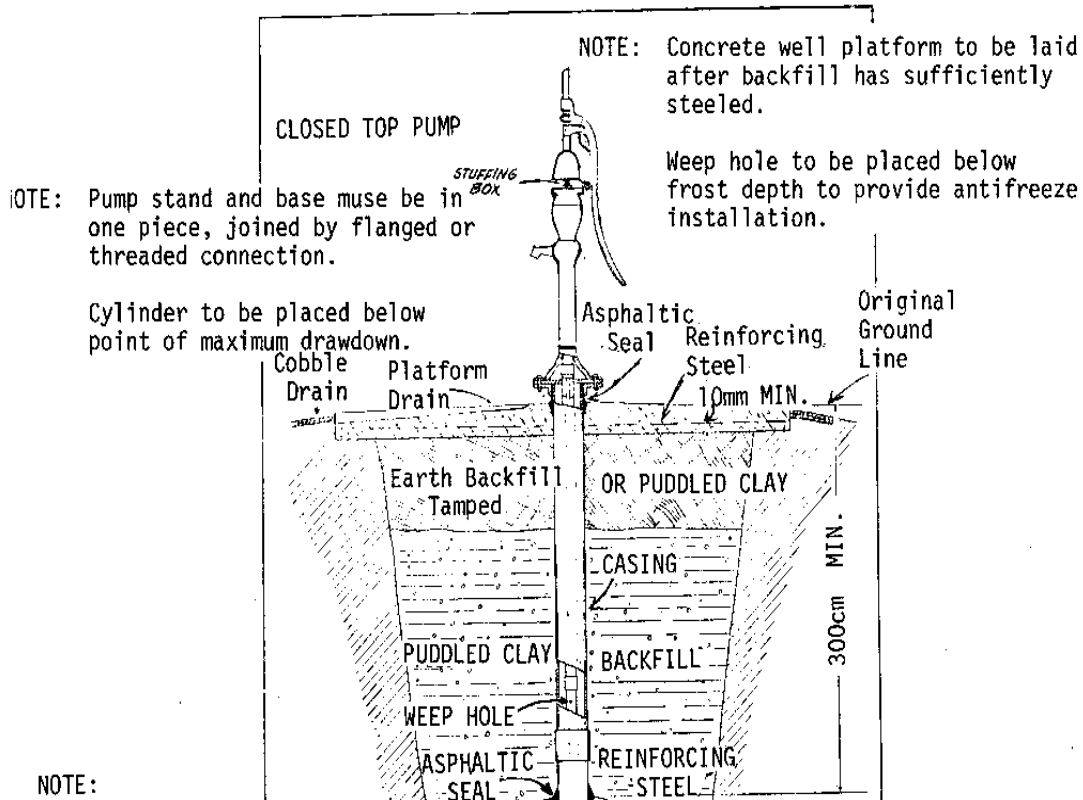 NOTE: Concrete well platform to be laid
after backfill has sufficiently
steeled.
Weep hole to be placed below
frost depth to provide antifreeze
installation.
CLOSED TOP PUMP
STUFFING
BOX
NOTE: Pump stand and base muse be in
one piece, joined by flanged or
threaded connection.
Cylinder to be placed below
point of maximum drawdown.
Asphaltic
Seal
Reinforcing
Steel
10mm MIN.
Original
Ground
Line
Cobble
Drain
Platform
Drain
Earth Backfill
Tamped
OR PUDDLED CLAY
CASING
300cm MIN.
PUDDLED CLAY
BACKFILL
WEEP HOLE
ASPHALTIC
SEAL
REINFORCING
STEEL
NOTE: